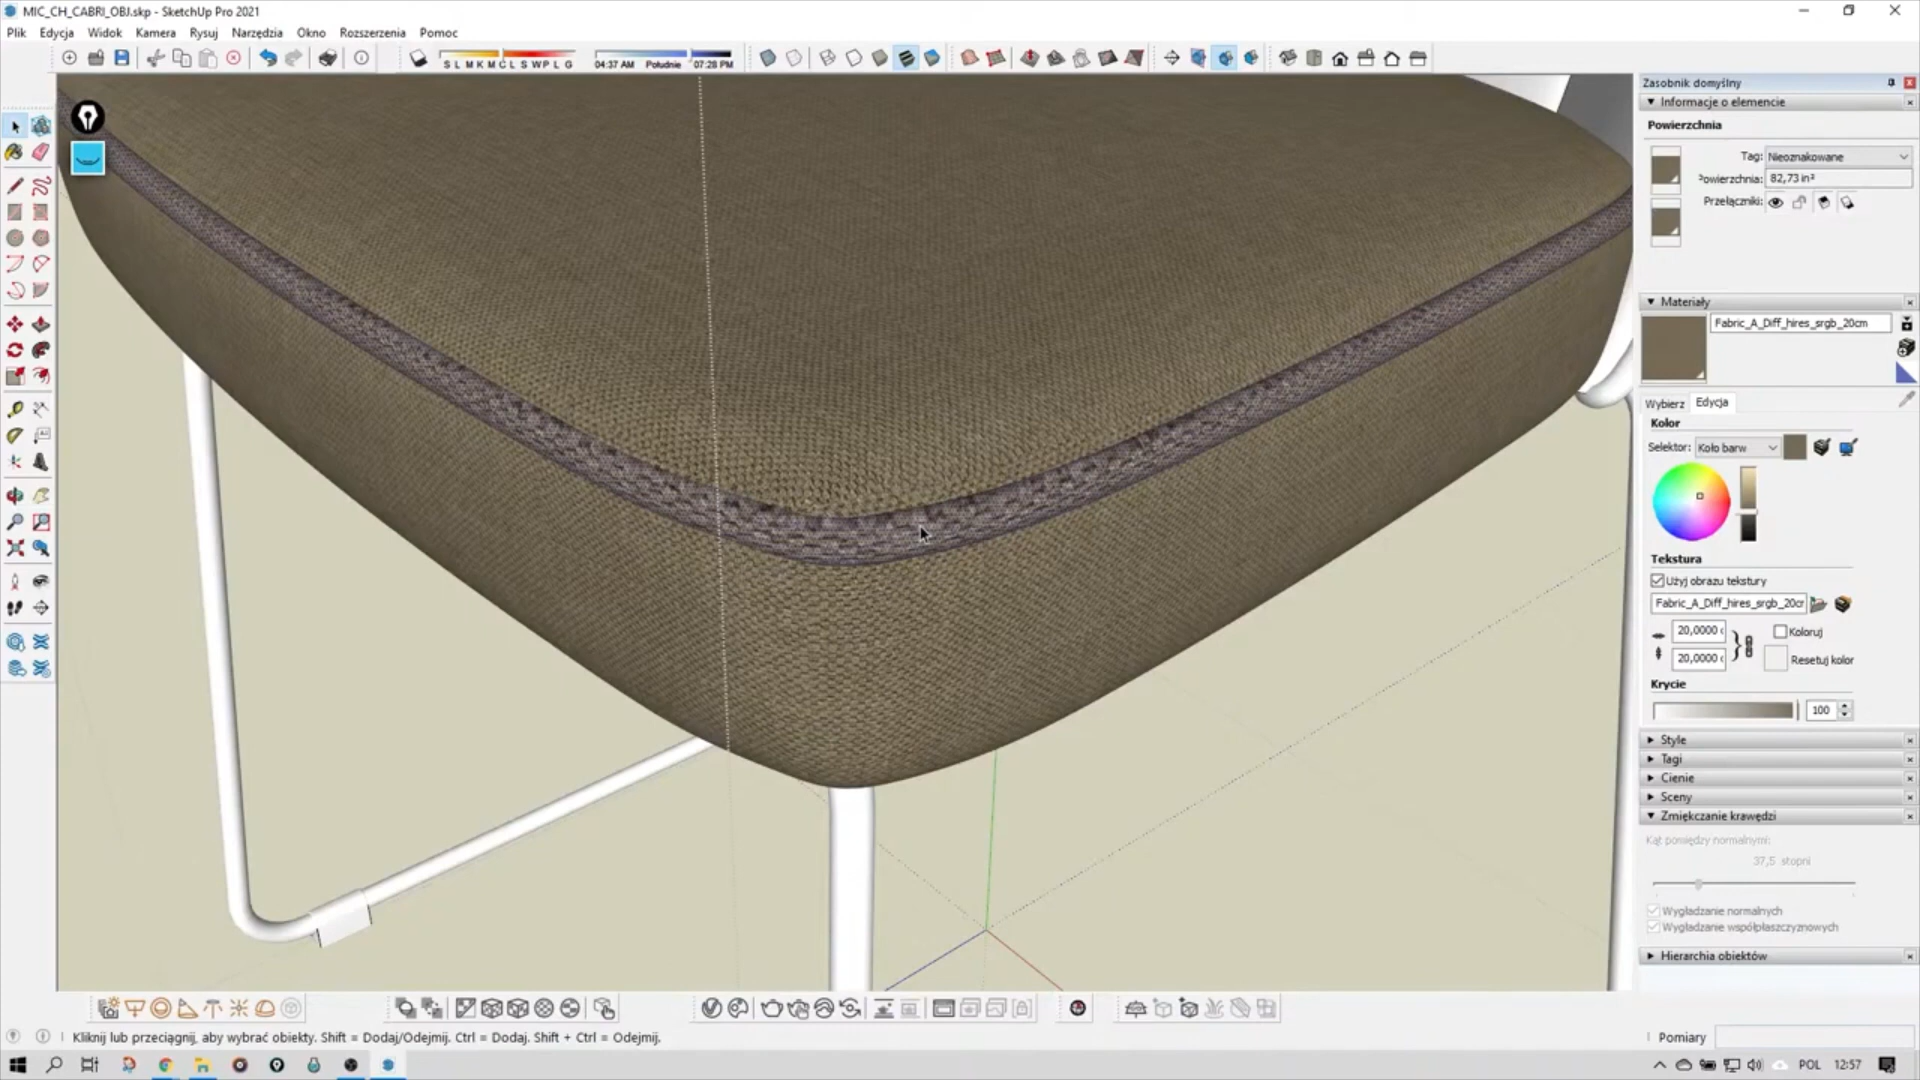 MIC_CH_CABRI_OBJ.skp - SketchUp Pro 2021
Plik Edycja Widok Kamera Rysuj Narzędzia Okno Rozszerzenia Pomoc
S L M K M C L S W P L G
04:37 AM Południe 07:28 PM
Zasobnik domyślny
Informacje o elemencie
Powierzchnia
Tag: Nieoznakowane
Powierzchnia: 82,73 in²
Przełączniki:
Materiały
Fabric_A_Diff_hires_srgb_20cm
Wybierz Edycja
Kolor
Selektor: Koło barw
Tekstura
Użyj obrazu tekstury
Fabric_A_Diff_hires_srgb_20cr
20,0000 Koloruj
20,0000 Resetuj kolor
Krycie
100
Style
Tagi
Cienie
Sceny
Zmiękczanie krawędzi
Kąt pomiędzy normalnymi:
37,5 stopni
Wygładzanie normalnych
Wygładzanie współpłaszczyznowych
Hierarchia obiektów
Kliknij lub przeciągnij, aby wybrać obiekty. Shift = Dodaj/Odejmij. Ctrl = Dodaj. Shift + Ctrl = Odejmij.
Pomiary
POL 12:57